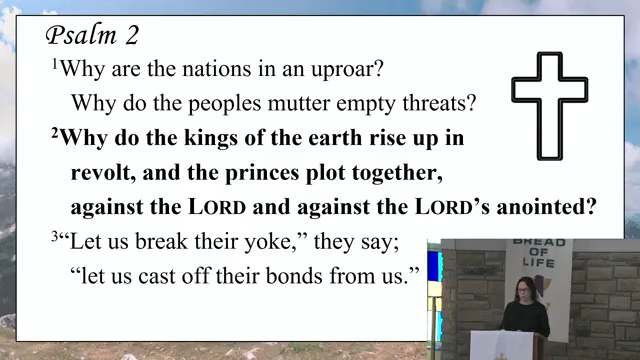 Psalm 2
¹Why are the nations in an uproar?
Why do the peoples mutter empty threats?
²Why do the kings of the earth rise up in
revolt, and the princes plot together,
against the LORD and against the LORD’s anointed?
³“Let us break their yoke,” they say;
“let us cast off their bonds from us.”
BREAD
OF
LIFE